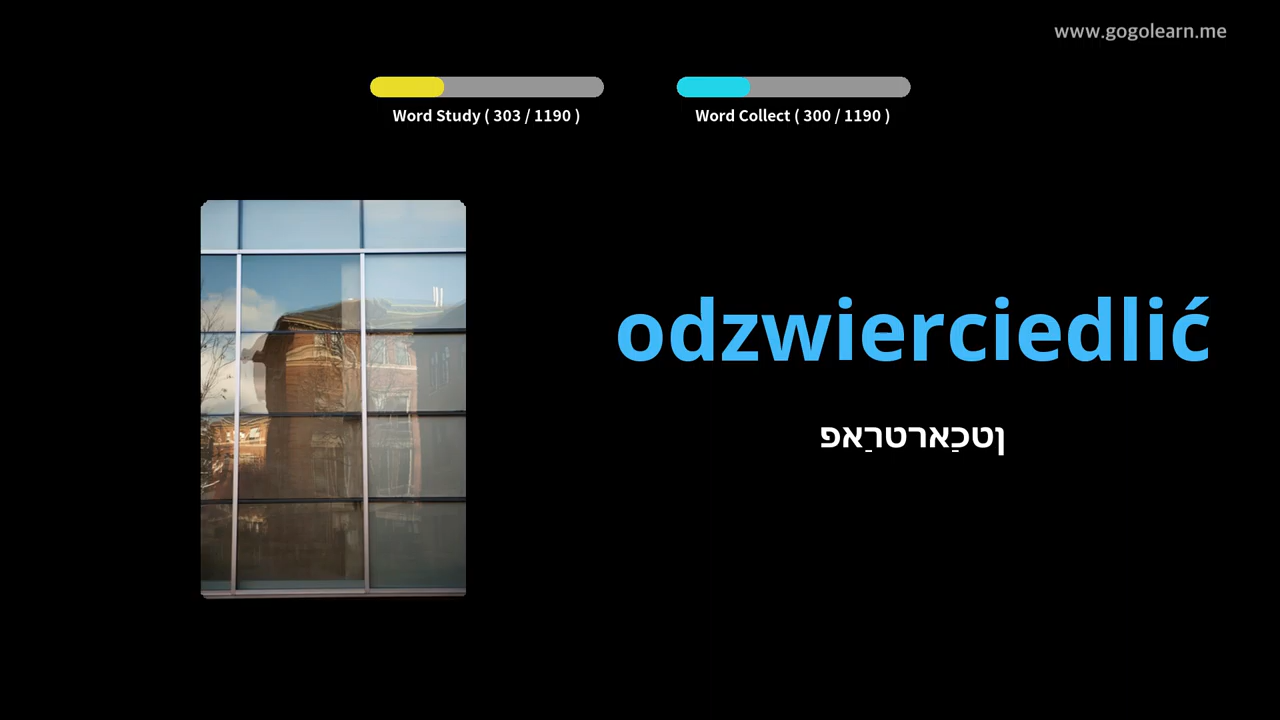 www.gogolearn.me
Word Study ( 303 / 1190 )
Word Collect ( 300 / 1190 )
odzwierciedlić
פאַרטראַכטן